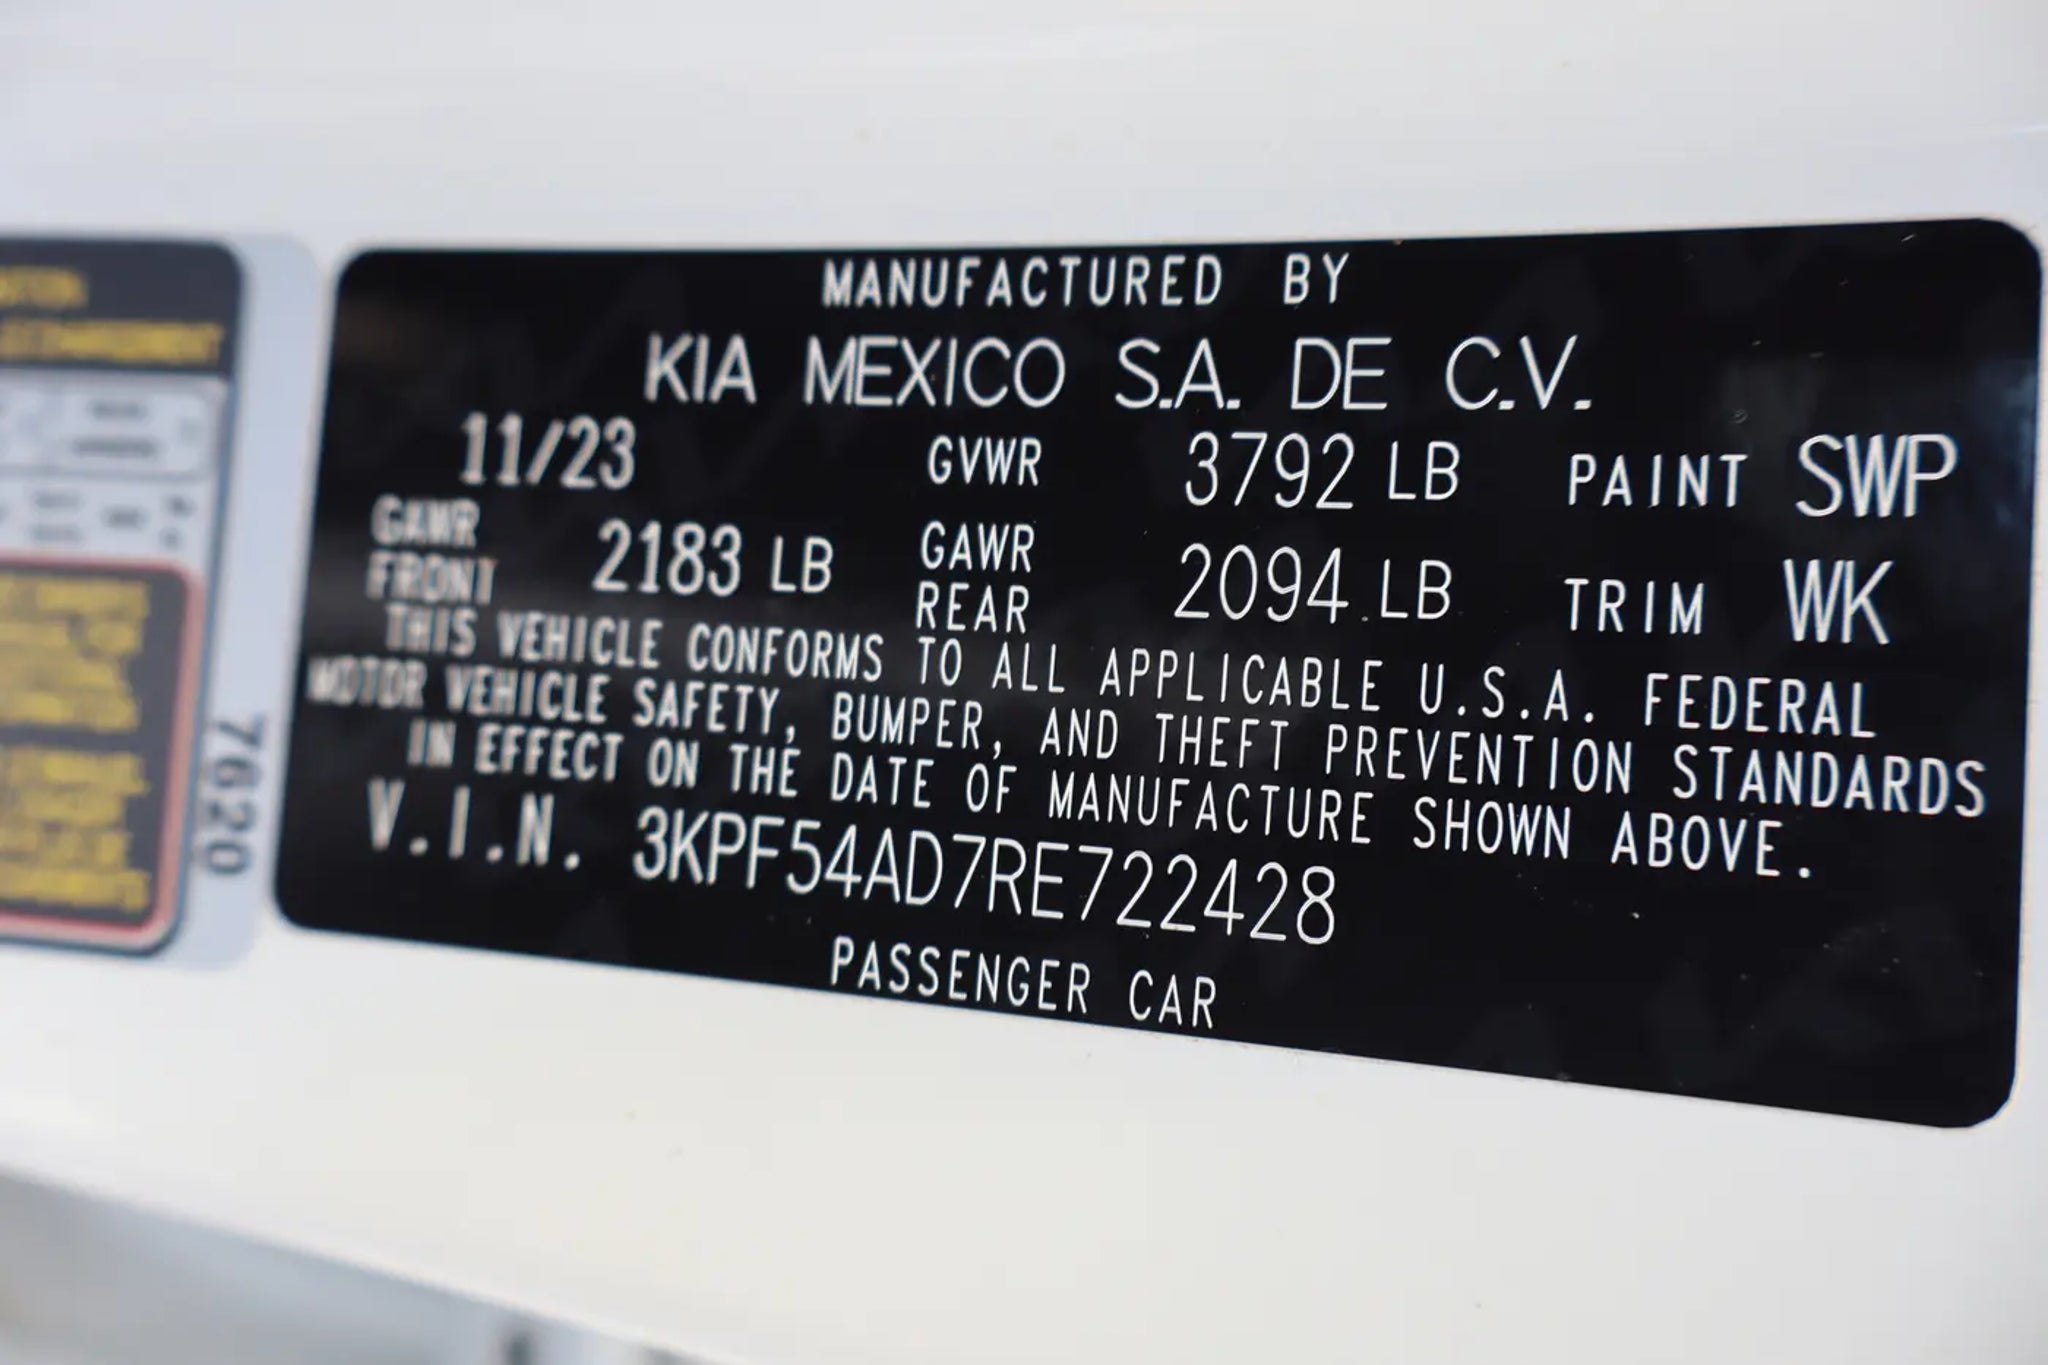 MANUFACTURED BY
KIA MEXICO S.A. DE C.V.
11/23 GVWR 3792 LB PAINT SWP
GAWR FRONT 2183 LB GAWR REAR 2094 LB TRIM WK
THIS VEHICLE CONFORMS TO ALL APPLICABLE U.S.A. FEDERAL
MOTOR VEHICLE SAFETY, BUMPER, AND THEFT PREVENTION STANDARDS
IN EFFECT ON THE DATE OF MANUFACTURE SHOWN ABOVE.
V.I.N. 3KPF54AD7RE722428
PASSENGER CAR
7620